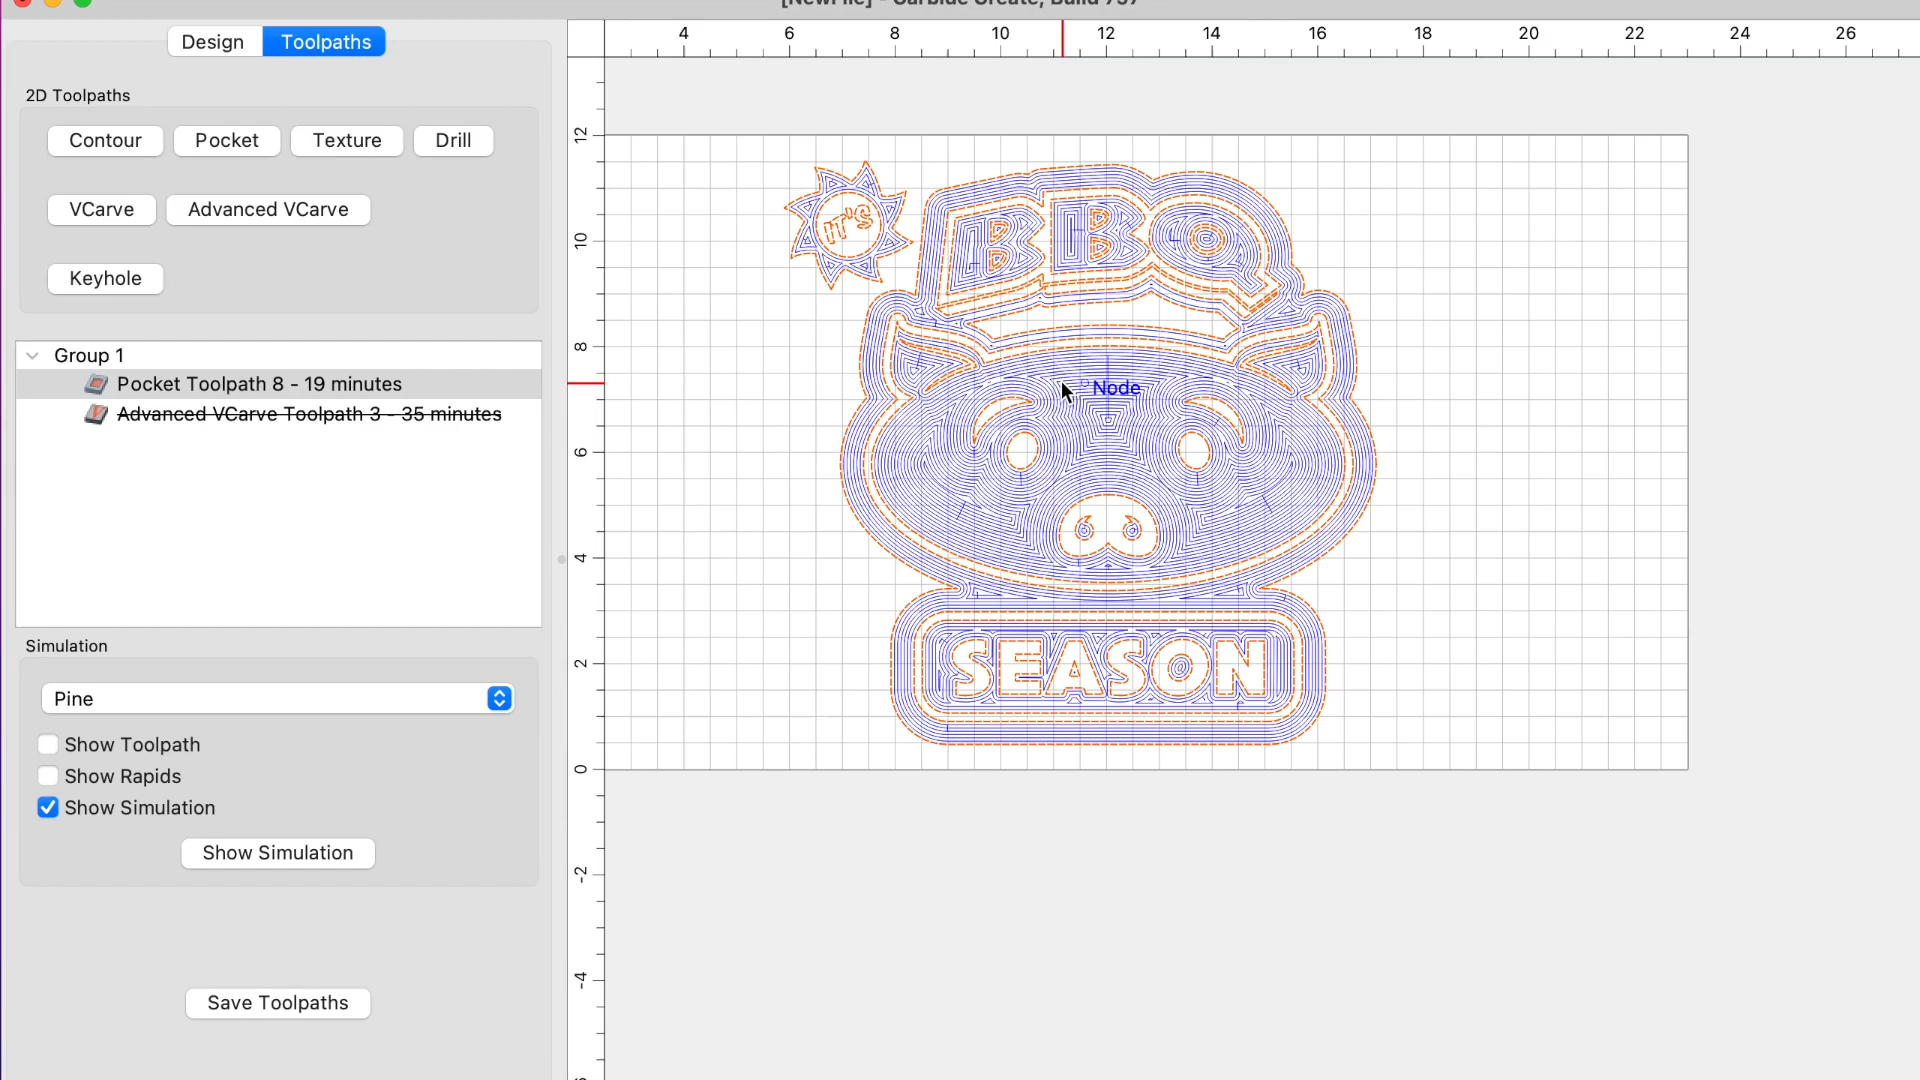 Design Toolpaths
2D Toolpaths
Contour Pocket Texture Drill
VCarve Advanced VCarve
Keyhole
Group 1
Pocket Toolpath 8 - 19 minutes
Advanced VCarve Toolpath 3 - 35 minutes
Simulation
Pine
Show Toolpath
Show Rapids
Show Simulation
Show Simulation
Save Toolpaths
4 6 8 10 12 14 16 18 20 22 24 26
12
10
8
6
4
2
0
-2
-4
IT'S
BBQ
Node
SEASON